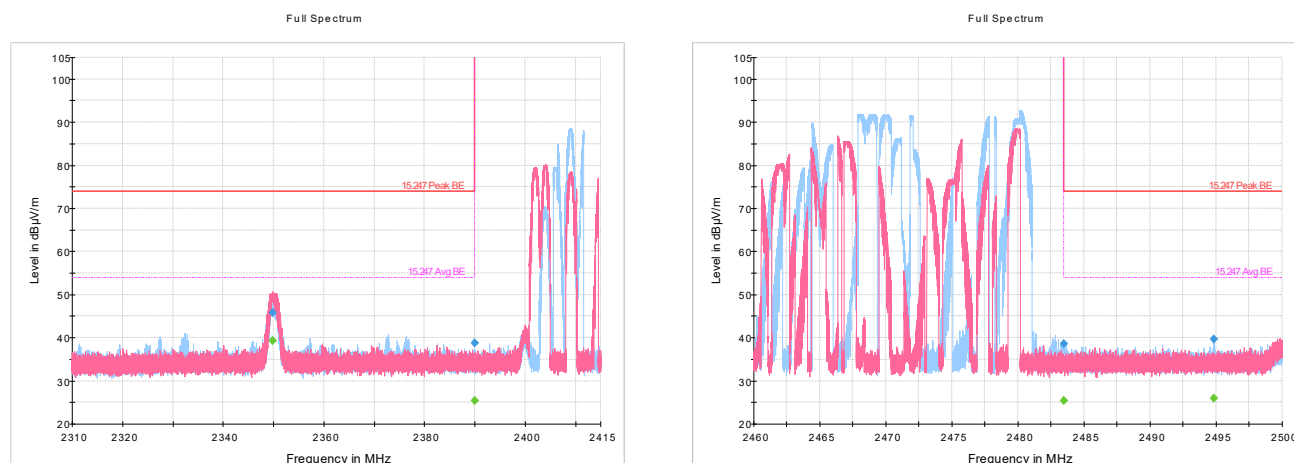 Full Spectrum
105
100
90
80
70
60
50
40
30
20
Level in dBµV/m
15.247 Peak BE
15.247 Avg BE
2310 2320 2340 2360 2380 2400 2415
Frequency in MHz
Full Spectrum
105
100
90
80
70
60
50
40
30
20
Level in dBµV/m
15.247 Peak BE
15.247 Avg BE
2460 2465 2470 2475 2480 2485 2490 2495 2500
Frequency in MHz